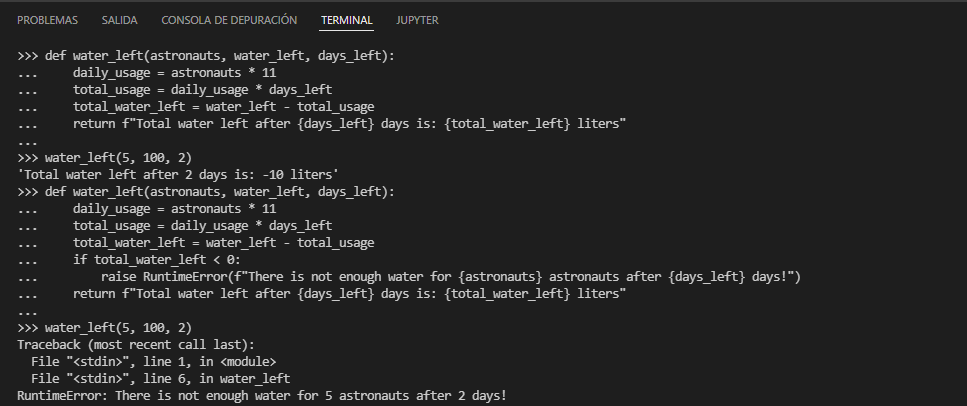 PROBLEMAS SALIDA CONSOLA DE DEPURACIÓN TERMINAL JUPYTER
>>> def water_left(astronauts, water_left, days_left):
...     daily_usage = astronauts * 11
...     total_usage = daily_usage * days_left
...     total_water_left = water_left - total_usage
...     return f"Total water left after {days_left} days is: {total_water_left} liters"
...
>>> water_left(5, 100, 2)
'Total water left after 2 days is: -10 liters'
>>> def water_left(astronauts, water_left, days_left):
...     daily_usage = astronauts * 11
...     total_usage = daily_usage * days_left
...     total_water_left = water_left - total_usage
...     if total_water_left < 0:
...         raise RuntimeError(f"There is not enough water for {astronauts} astronauts after {days_left} days!")
...     return f"Total water left after {days_left} days is: {total_water_left} liters"
...
>>> water_left(5, 100, 2)
Traceback (most recent call last):
  File "<stdin>", line 1, in <module>
  File "<stdin>", line 6, in water_left
RuntimeError: There is not enough water for 5 astronauts after 2 days!